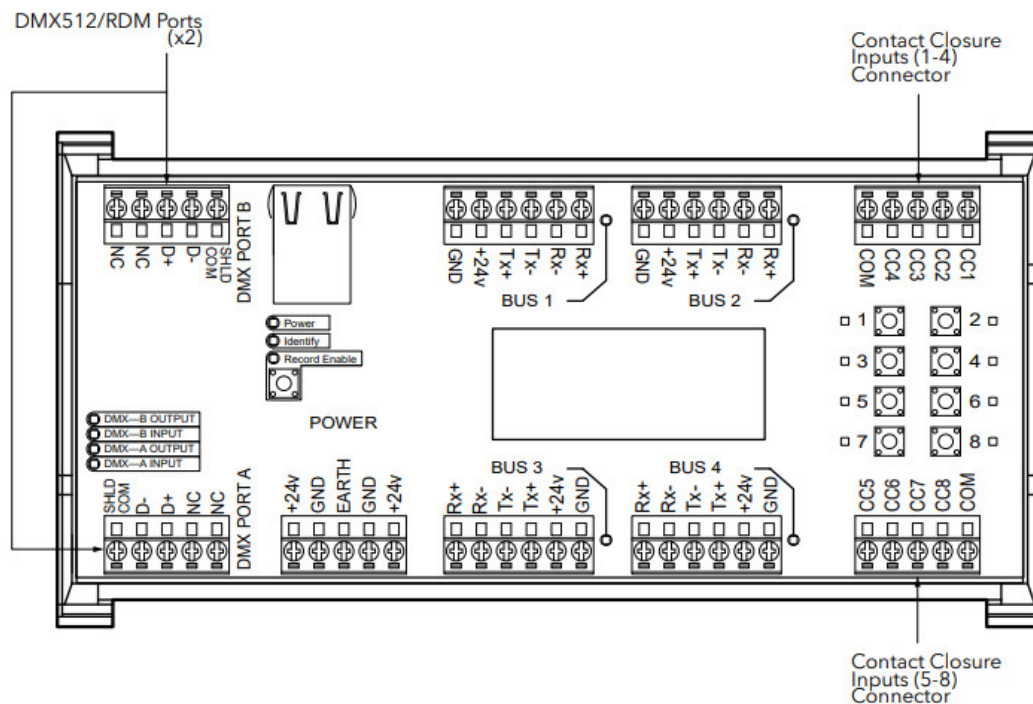 DMX512/RDM Ports
(x2)
Contact Closure
Inputs (1-4)
Connector
NC
NC
D+
D-
SHLD
COM
DMX PORT B
GND
+24v
Tx+
Tx-
Rx-
Rx+
BUS 1
GND
+24v
Tx+
Tx-
Rx-
Rx+
BUS 2
COM
CC4
CC3
CC2
CC1
Power
Identify
Record Enable
1
2
3
4
5
6
7
8
POWER
DMX—B OUTPUT
DMX—B INPUT
DMX—A OUTPUT
DMX—A INPUT
SHLD
COM
D-
D+
NC
NC
DMX PORT A
+24v
GND
EARTH
GND
+24v
BUS 3
Rx+
Rx-
Tx-
Tx+
+24v
GND
BUS 4
Rx+
Rx-
Tx-
Tx+
+24v
GND
CC5
CC6
CC7
CC8
COM
Contact Closure
Inputs (5-8)
Connector